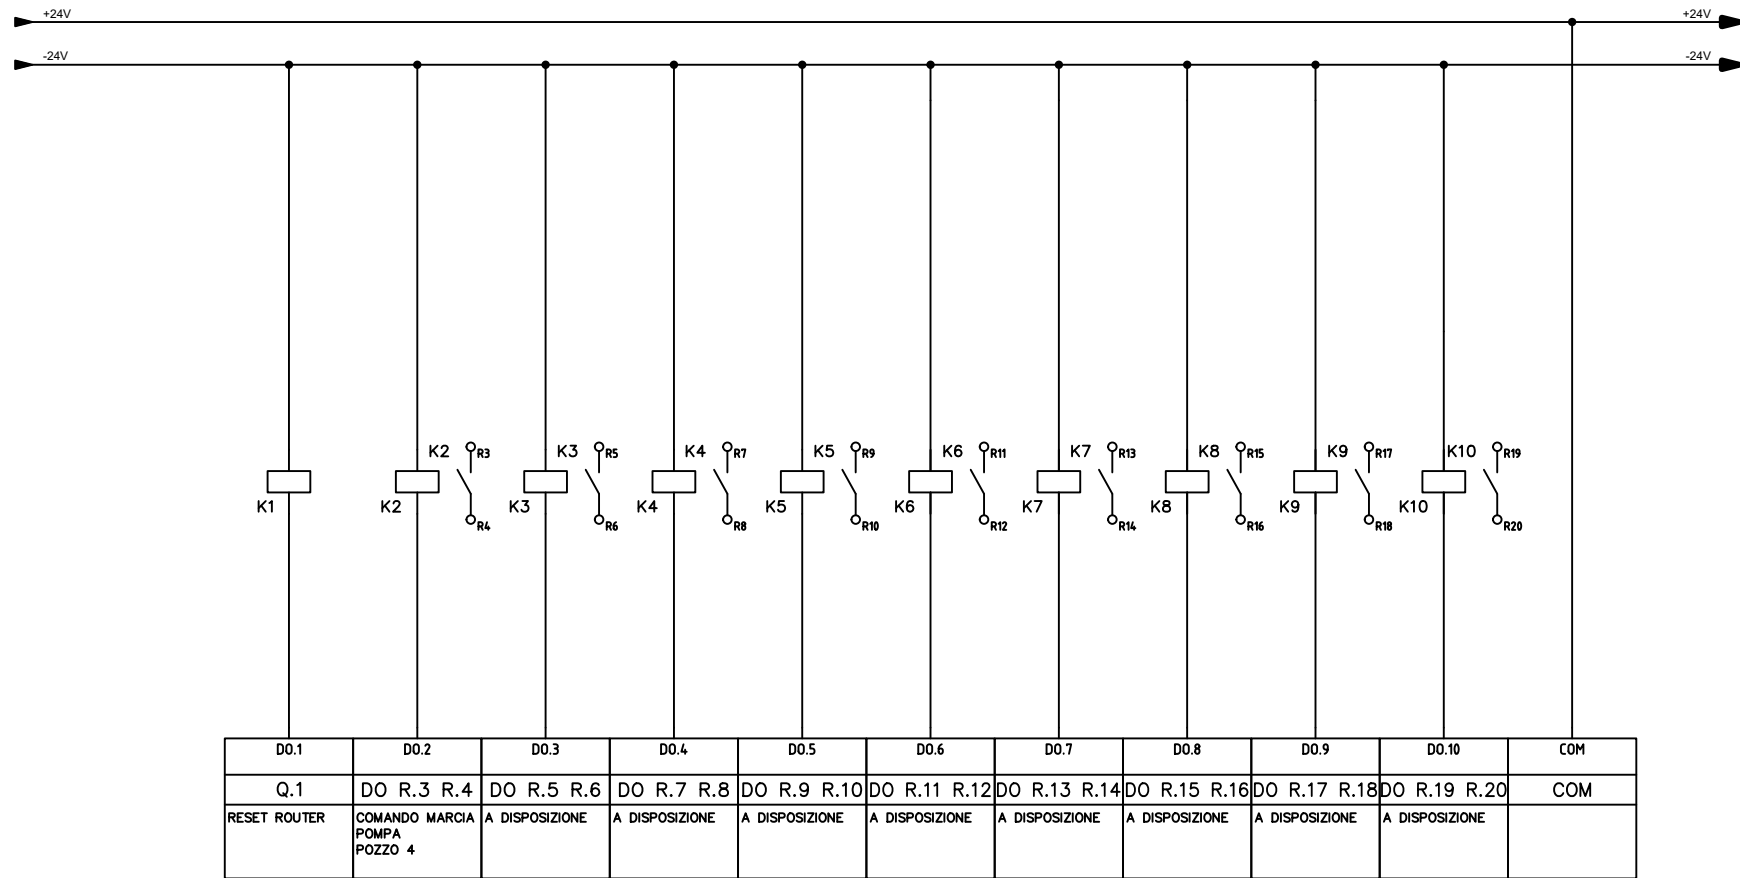 +24V +24V
-24V -24V
K2 R3 K3 R5 K4 R7 K5 R9 K6 R11 K7 R13 K8 R15 K9 R17 K10 R19
K1 K2 K3 K4 K5 K6 K7 K8 K9 K10
R4 R6 R8 R10 R12 R14 R16 R18 R20
DO.1 DO.2 DO.3 DO.4 DO.5 DO.6 DO.7 DO.8 DO.9 DO.10 COM
Q.1 DO R.3 R.4 DO R.5 R.6 DO R.7 R.8 DO R.9 R.10 DO R.11 R.12 DO R.13 R.14 DO R.15 R.16 DO R.17 R.18 DO R.19 R.20 COM
RESET ROUTER COMANDO MARCIA A DISPOSIZIONE A DISPOSIZIONE A DISPOSIZIONE A DISPOSIZIONE A DISPOSIZIONE A DISPOSIZIONE A DISPOSIZIONE A DISPOSIZIONE
POMPA
POZZO 4